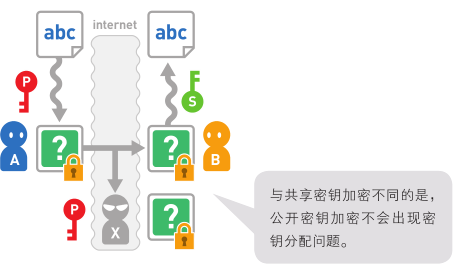 abc
internet
abc
P
S
?
?
A
B
P
?
X
与共享密钥加密不同的是，
公开密钥加密不会出现密
钥分配问题。